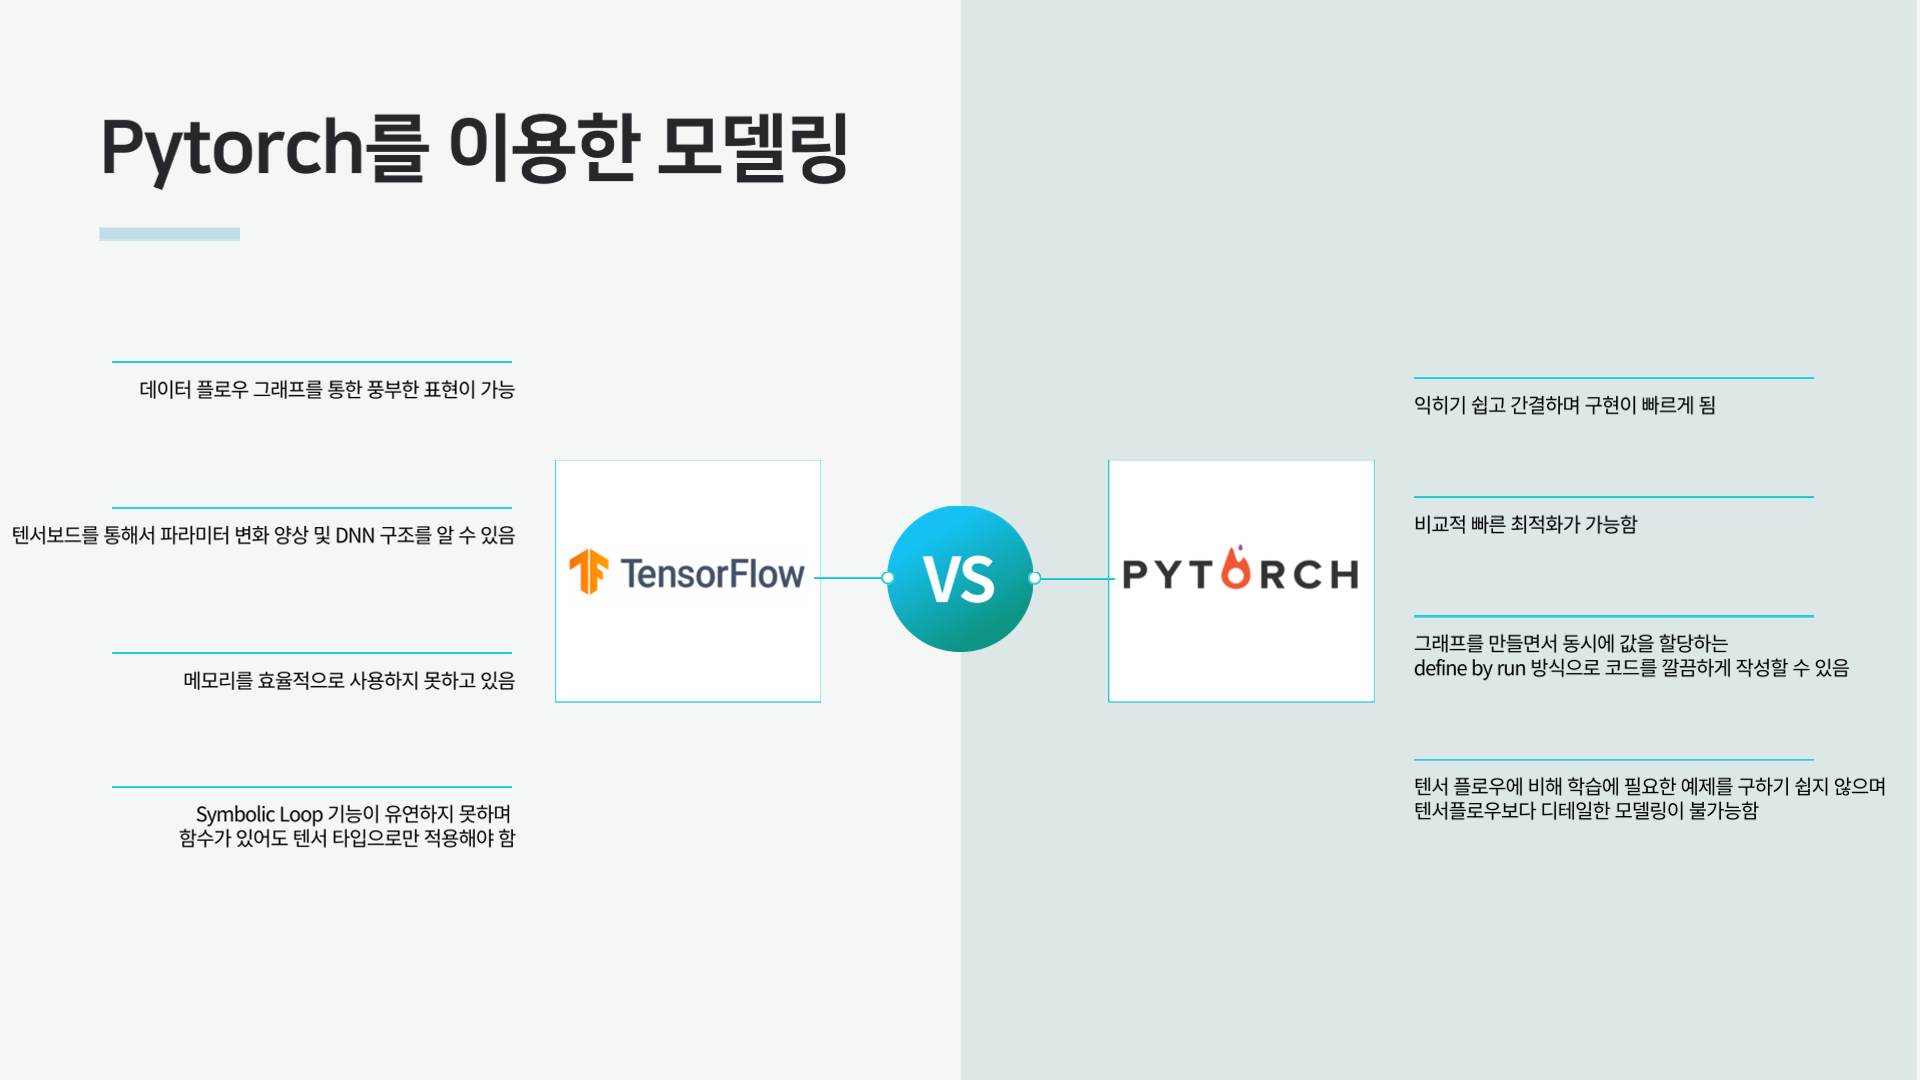 Pytorch를 이용한 모델링
데이터 플로우 그래프를 통한 풍부한 표현이 가능
텐서보드를 통해서 파라미터 변화 양상 및 DNN 구조를 알 수 있음
메모리를 효율적으로 사용하지 못하고 있음
Symbolic Loop 기능이 유연하지 못하며
함수가 있어도 텐서 타입으로만 적용해야 함
TensorFlow
VS
PYTORCH
익히기 쉽고 간결하며 구현이 빠르게 됨
비교적 빠른 최적화가 가능함
그래프를 만들면서 동시에 값을 할당하는
define by run 방식으로 코드를 깔끔하게 작성할 수 있음
텐서 플로우에 비해 학습에 필요한 예제를 구하기 쉽지 않으며
텐서플로우보다 디테일한 모델링이 불가능함